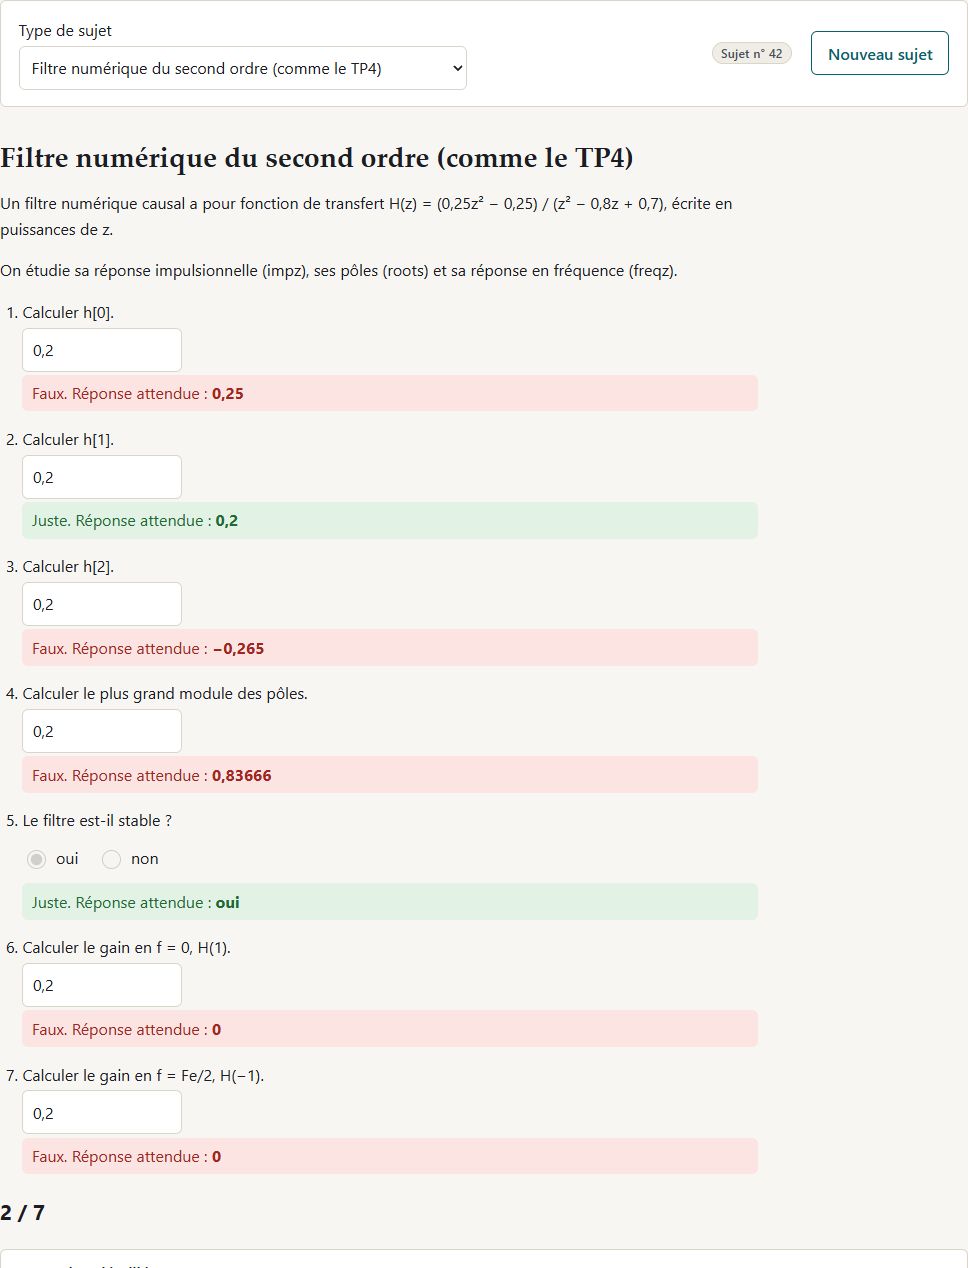 Type de sujet
Filtre numérique du second ordre (comme le TP4)
Sujet n° 42
Nouveau sujet
Filtre numérique du second ordre (comme le TP4)
Un filtre numérique causal a pour fonction de transfert H(z) = (0,25z² − 0,25) / (z² − 0,8z + 0,7), écrite en
puissances de z.
On étudie sa réponse impulsionnelle (impz), ses pôles (roots) et sa réponse en fréquence (freqz).
1. Calculer h[0].
0,2
Faux. Réponse attendue : 0,25
2. Calculer h[1].
0,2
Juste. Réponse attendue : 0,2
3. Calculer h[2].
0,2
Faux. Réponse attendue : −0,265
4. Calculer le plus grand module des pôles.
0,2
Faux. Réponse attendue : 0,83666
5. Le filtre est-il stable ?
oui non
Juste. Réponse attendue : oui
6. Calculer le gain en f = 0, H(1).
0,2
Faux. Réponse attendue : 0
7. Calculer le gain en f = Fe/2, H(−1).
0,2
Faux. Réponse attendue : 0
2 / 7